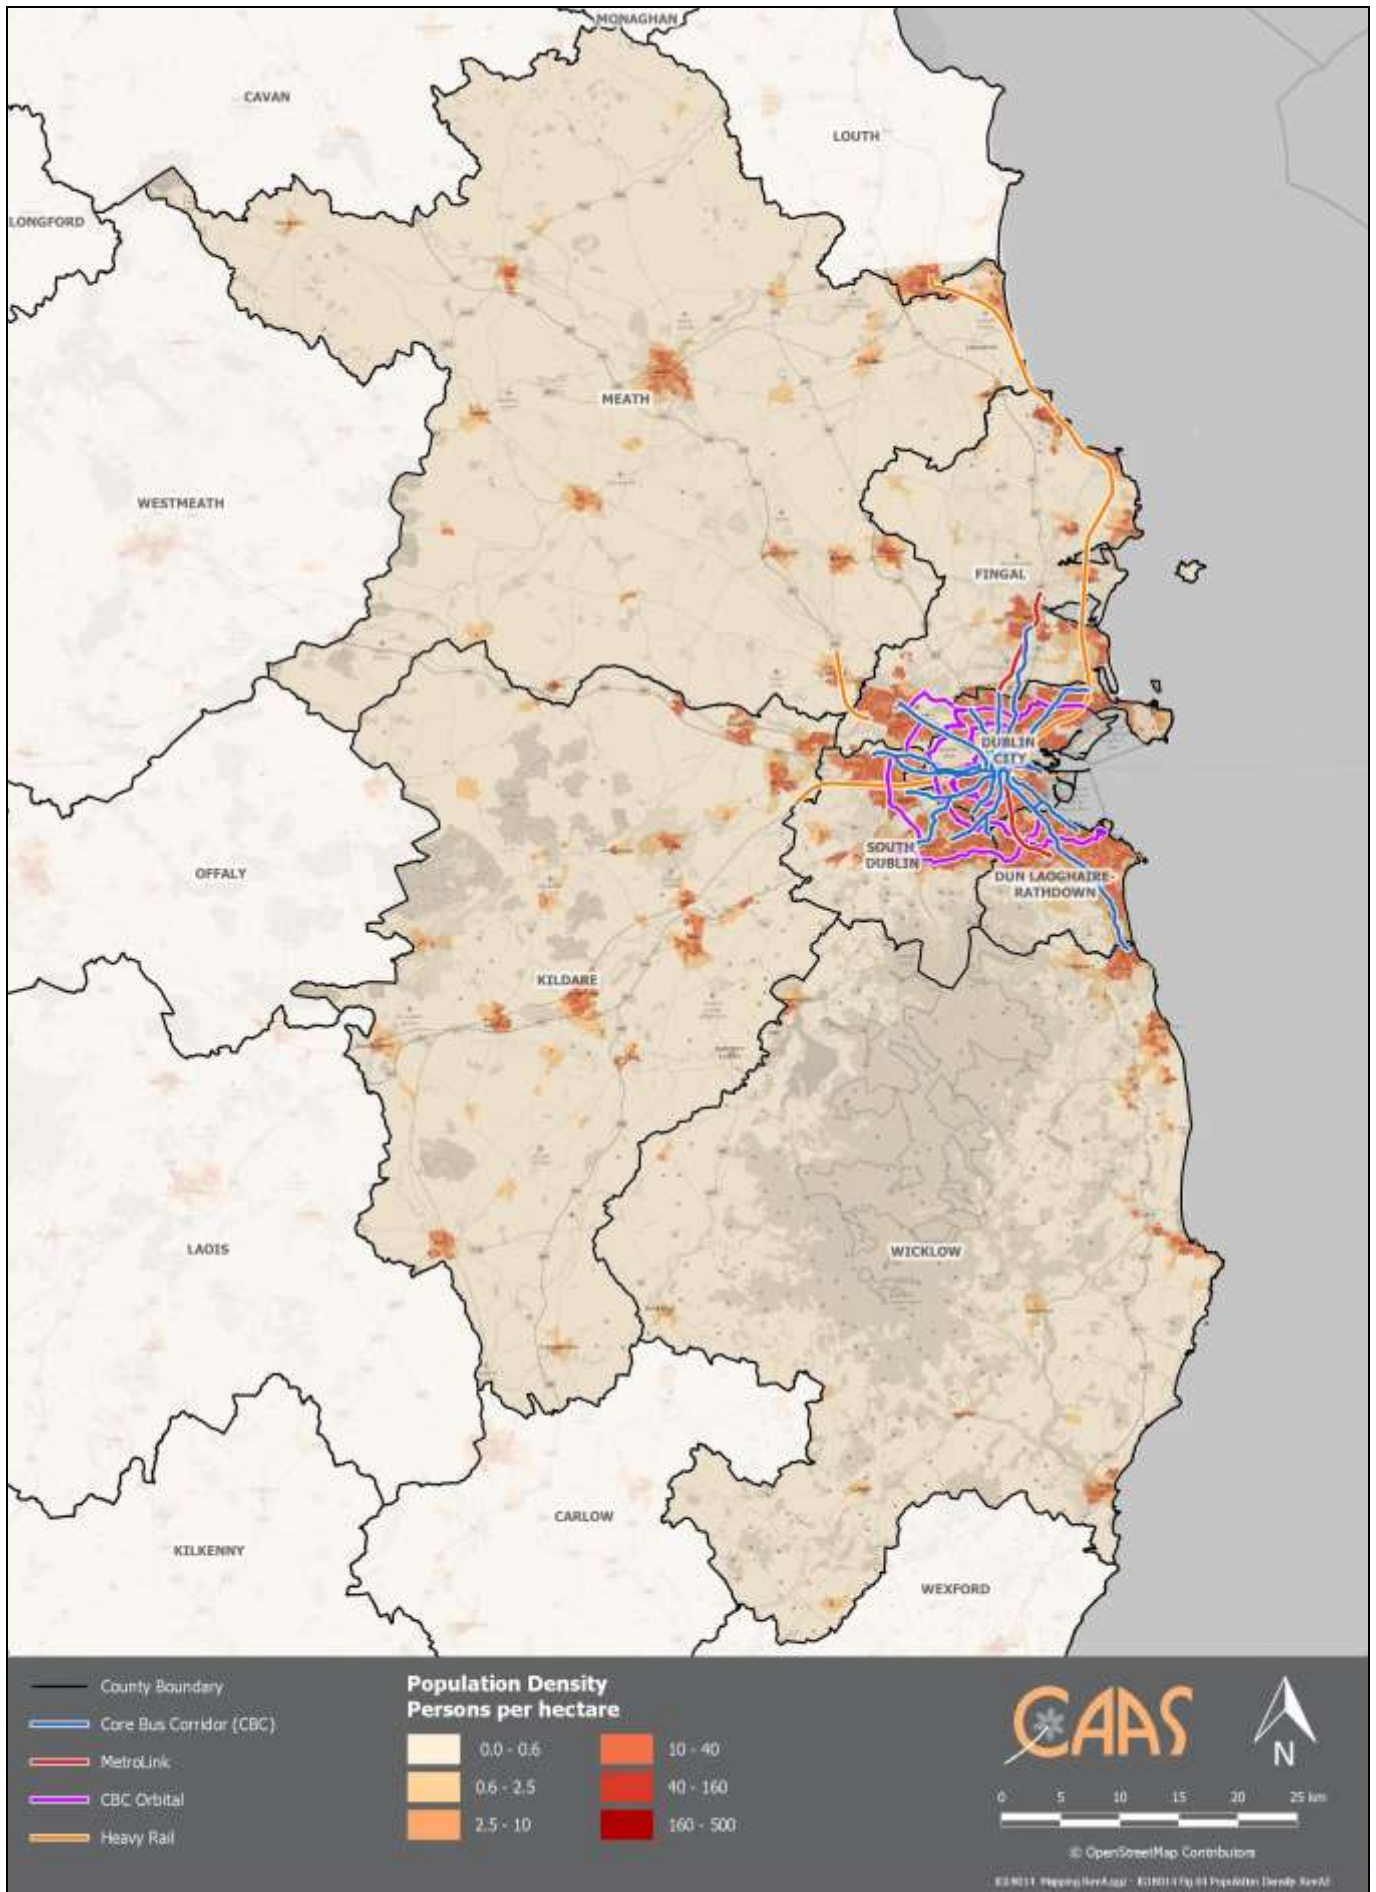 MONAGHAN
CAVAN
LOUTH
LONGFORD
MEATH
WESTMEATH
FINGAL
DUBLIN
CITY
OFFALY
SOUTH
DUBLIN
DUN LAOGHAIRE-
RATHDOWN
KILDARE
LAOIS
WICKLOW
CARLOW
KILKENNY
WEXFORD
County Boundary
Core Bus Corridor (CBC)
MetroLink
CBC Orbital
Heavy Rail
Population Density
Persons per hectare
0.0 - 0.6
0.6 - 2.5
2.5 - 10
10 - 40
40 - 160
160 - 500
CAAS
N
0 5 10 15 20 25 km
© OpenStreetMap Contributors